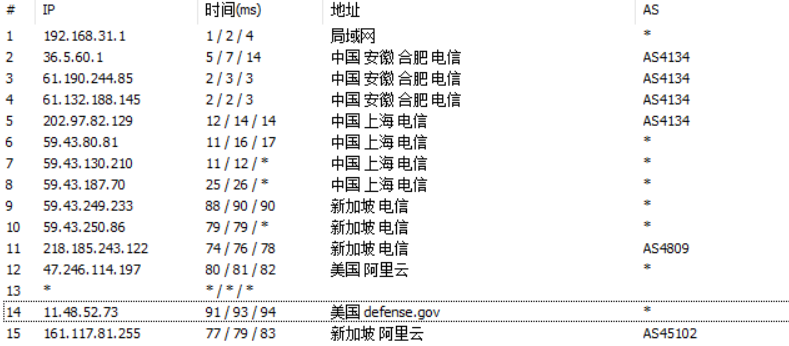 # IP 时间(ms) 地址 AS
1 192.168.31.1 1 / 2 / 4 局域网 *
2 36.5.60.1 5 / 7 / 14 中国 安徽 合肥 电信 AS4134
3 61.190.244.85 2 / 3 / 3 中国 安徽 合肥 电信 AS4134
4 61.132.188.145 2 / 2 / 3 中国 安徽 合肥 电信 AS4134
5 202.97.82.129 12 / 14 / 14 中国 上海 电信 AS4134
6 59.43.80.81 11 / 16 / 17 中国 上海 电信 *
7 59.43.130.210 11 / 12 / * 中国 上海 电信 *
8 59.43.187.70 25 / 26 / * 中国 上海 电信 *
9 59.43.249.233 88 / 90 / 90 新加坡 电信 *
10 59.43.250.86 79 / 79 / * 新加坡 电信 *
11 218.185.243.122 74 / 76 / 78 新加坡 电信 AS4809
12 47.246.114.197 80 / 81 / 82 美国 阿里云 *
13 * * / * / *
14 11.48.52.73 91 / 93 / 94 美国 defense.gov *
15 161.117.81.255 77 / 79 / 83 新加坡 阿里云 AS45102